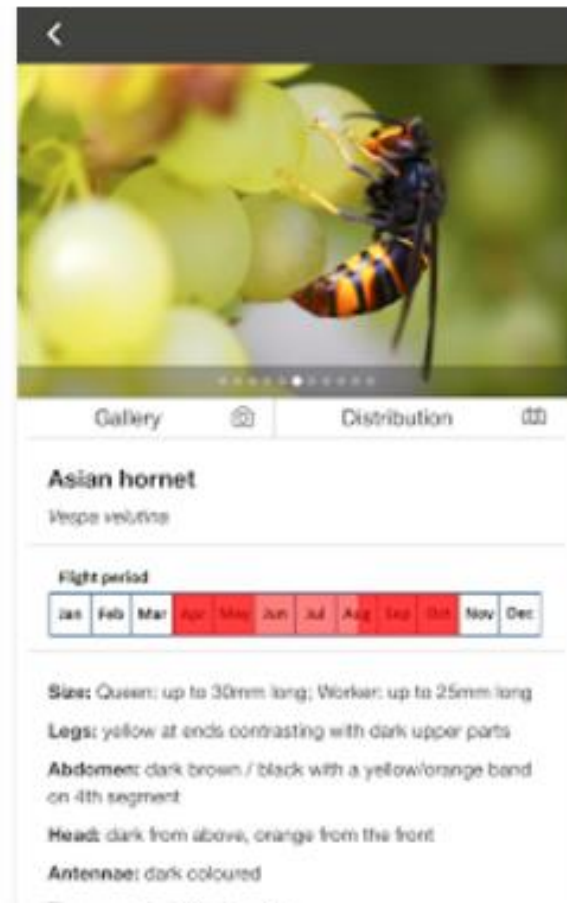 Gallery
Distribution
Asian hornet
Vespa velutina
Flight period
Jan Feb Mar Apr May Jun Jul Aug Sep Oct Nov Dec
Size: Queen: up to 30mm long; Worker: up to 25mm long
Legs: yellow at ends contrasting with dark upper parts
Abdomen: dark brown / black with a yellow/orange band
on 4th segment
Head: dark from above, orange from the front
Antennae: dark coloured